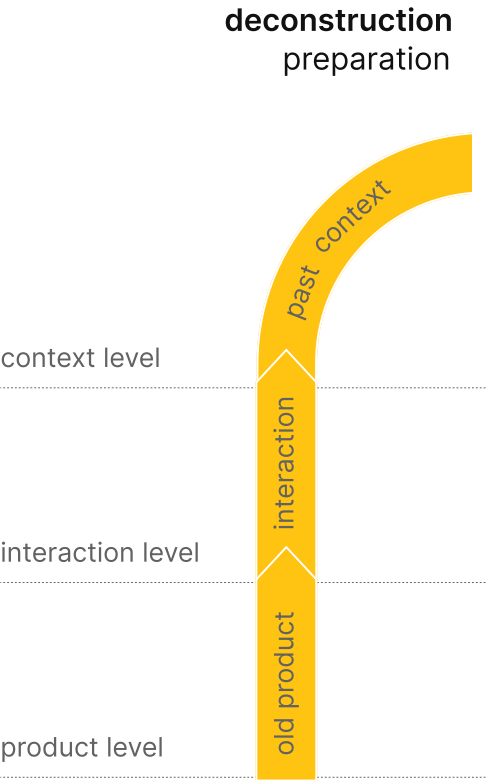 deconstruction
preparation
past context
context level
interaction
interaction level
old product
product level